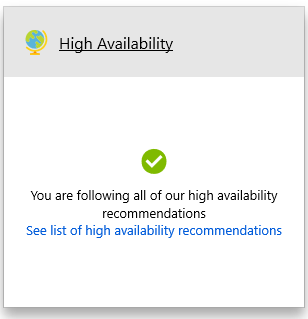 High Availability
You are following all of our high availability
recommendations
See list of high availability recommendations